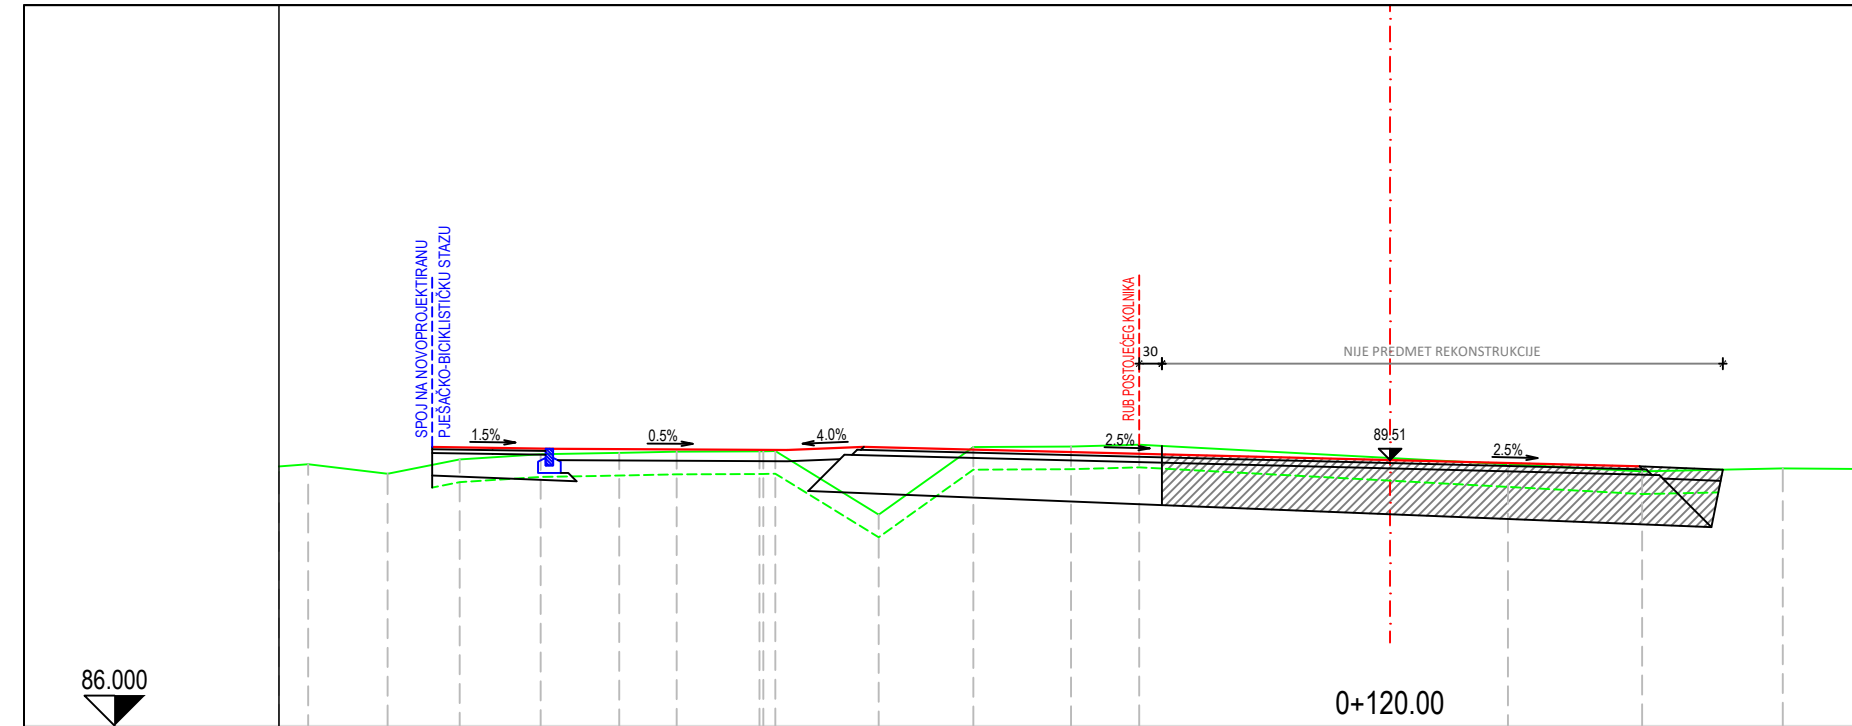 SPOJ NA NOVOPROJEKTIRANU
PJEŠAČKO-BICIKLISTIČKU STAZU
RUB POSTOJEĆEG KOLNIKA
30
NIJE PREDMET REKONSTRUKCIJE
1.5%
0.5%
4.0%
2.5%
89.51
2.5%
86.000
0+120.00